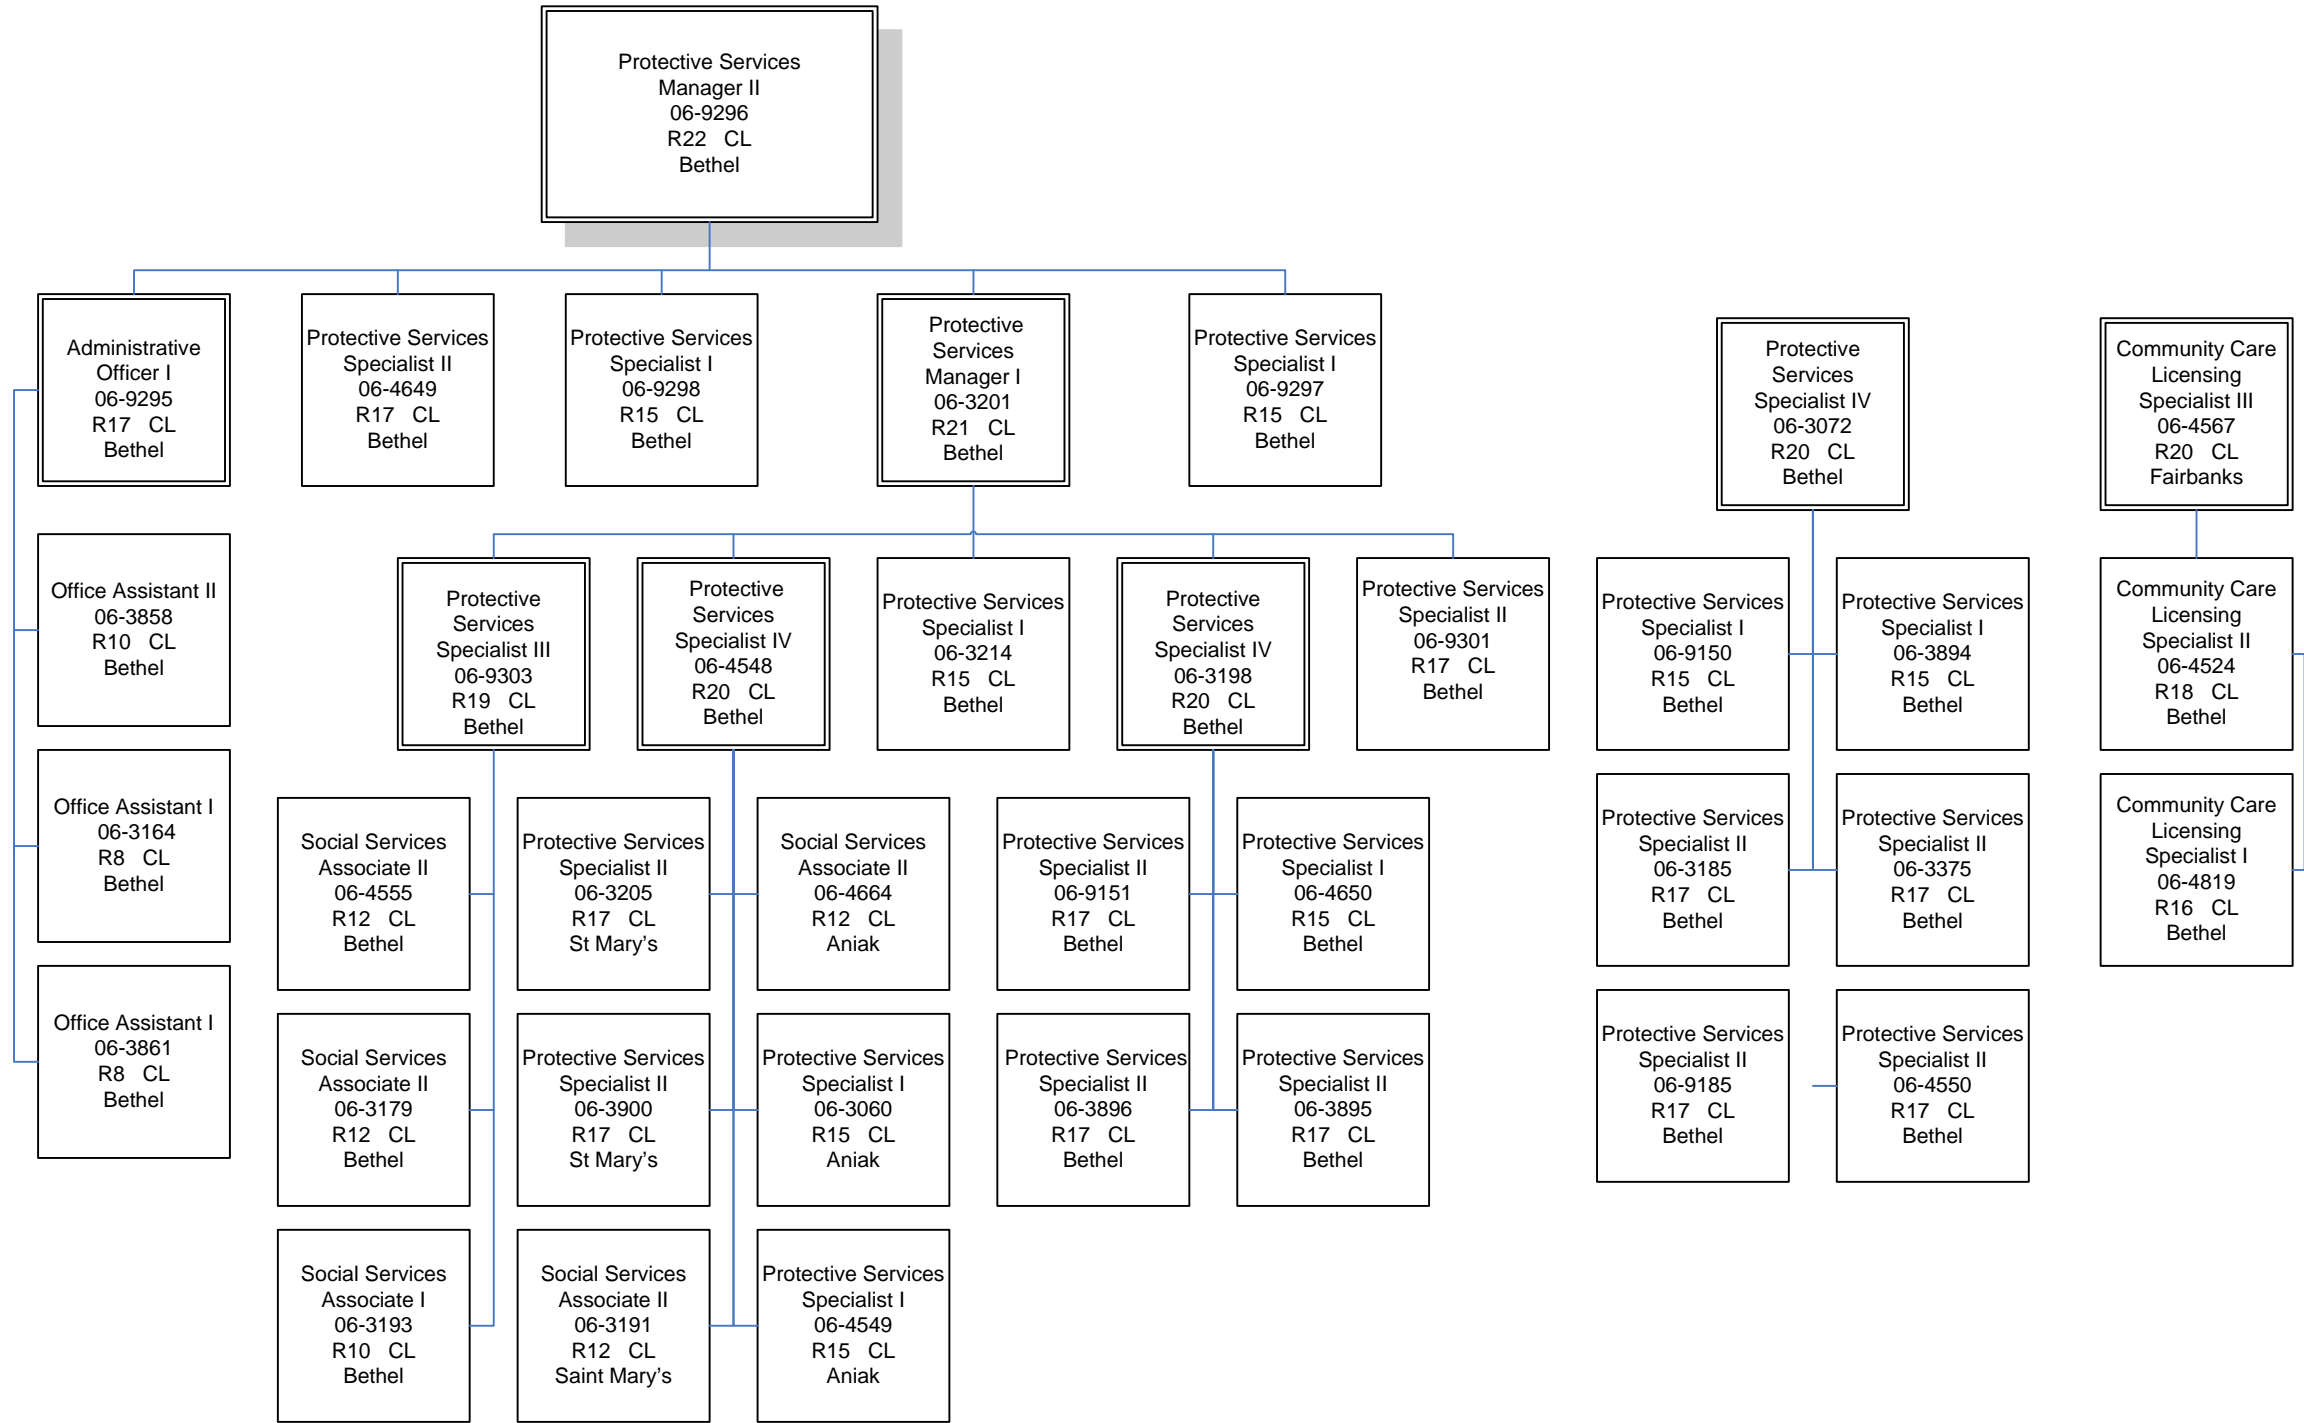 Protective Services
Manager II
06-9296
R22 CL
Bethel
Administrative
Officer I
06-9295
R17 CL
Bethel
Protective Services
Specialist II
06-4649
R17 CL
Bethel
Protective Services
Specialist I
06-9298
R15 CL
Bethel
Protective
Services
Manager I
06-3201
R21 CL
Bethel
Protective Services
Specialist I
06-9297
R15 CL
Bethel
Protective
Services
Specialist IV
06-3072
R20 CL
Bethel
Community Care
Licensing
Specialist III
06-4567
R20 CL
Fairbanks
Office Assistant II
06-3858
R10 CL
Bethel
Protective
Services
Specialist III
06-9303
R19 CL
Bethel
Protective
Services
Specialist IV
06-4548
R20 CL
Bethel
Protective Services
Specialist I
06-3214
R15 CL
Bethel
Protective
Services
Specialist IV
06-3198
R20 CL
Bethel
Protective Services
Specialist II
06-9301
R17 CL
Bethel
Protective Services
Specialist I
06-9150
R15 CL
Bethel
Protective Services
Specialist I
06-3894
R15 CL
Bethel
Community Care
Licensing
Specialist II
06-4524
R18 CL
Bethel
Office Assistant I
06-3164
R8 CL
Bethel
Social Services
Associate II
06-4555
R12 CL
Bethel
Protective Services
Specialist II
06-3205
R17 CL
St Mary’s
Social Services
Associate II
06-4664
R12 CL
Aniak
Protective Services
Specialist II
06-9151
R17 CL
Bethel
Protective Services
Specialist I
06-4650
R15 CL
Bethel
Protective Services
Specialist II
06-3185
R17 CL
Bethel
Protective Services
Specialist II
06-3375
R17 CL
Bethel
Community Care
Licensing
Specialist I
06-4819
R16 CL
Bethel
Office Assistant I
06-3861
R8 CL
Bethel
Social Services
Associate II
06-3179
R12 CL
Bethel
Protective Services
Specialist II
06-3900
R17 CL
St Mary’s
Protective Services
Specialist I
06-3060
R15 CL
Aniak
Protective Services
Specialist II
06-3896
R17 CL
Bethel
Protective Services
Specialist II
06-3895
R17 CL
Bethel
Protective Services
Specialist II
06-9185
R17 CL
Bethel
Protective Services
Specialist II
06-4550
R17 CL
Bethel
Social Services
Associate I
06-3193
R10 CL
Bethel
Social Services
Associate II
06-3191
R12 CL
Saint Mary’s
Protective Services
Specialist I
06-4549
R15 CL
Aniak